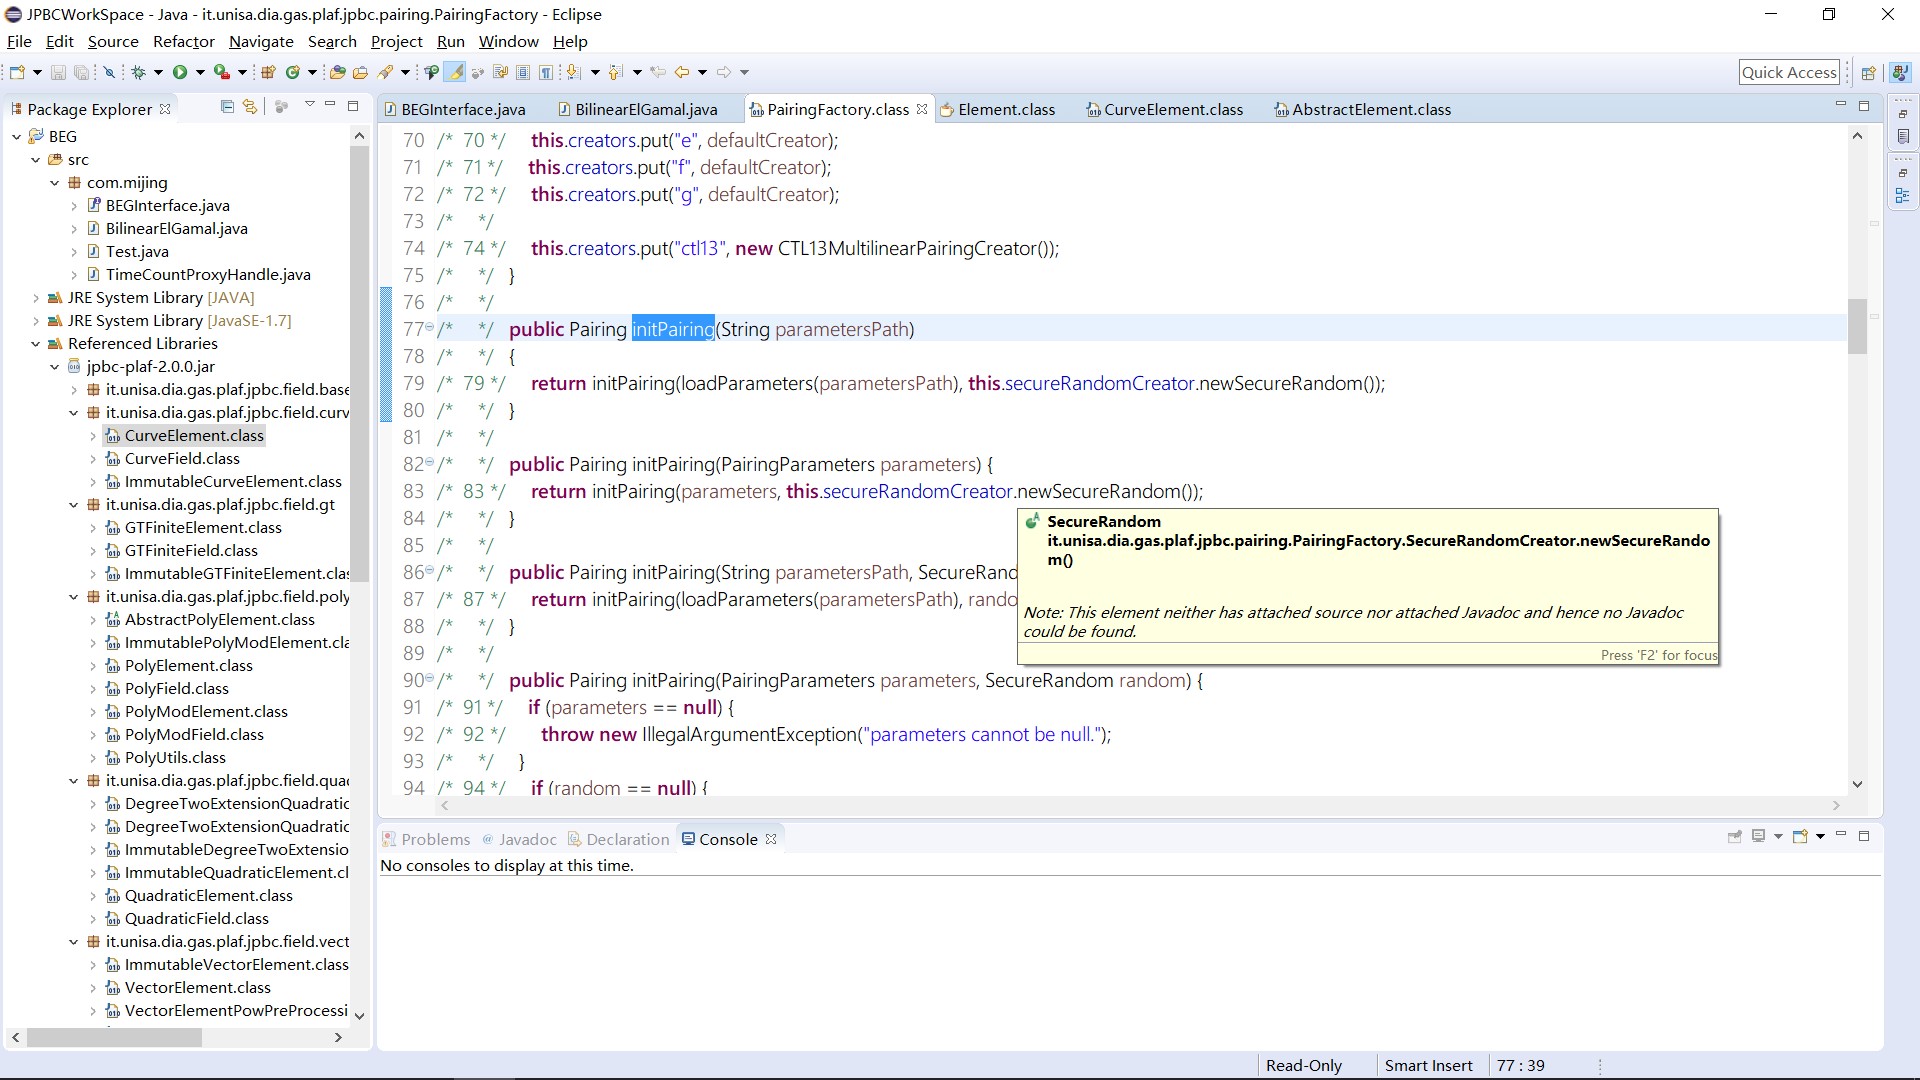 JPBCWorkSpace - Java - it.unisa.dia.gas.plaf.jpbc.pairing.PairingFactory - Eclipse
File Edit Source Refactor Navigate Search Project Run Window Help
Quick Access
Package Explorer
BEG
src
com.mijing
BEGInterface.java
BilinearElGamal.java
Test.java
TimeCountProxyHandle.java
JRE System Library [JAVA]
JRE System Library [JavaSE-1.7]
Referenced Libraries
jpbc-plaf-2.0.0.jar
it.unisa.dia.gas.plaf.jpbc.field.base
it.unisa.dia.gas.plaf.jpbc.field.curv
CurveElement.class
CurveField.class
ImmutableCurveElement.class
it.unisa.dia.gas.plaf.jpbc.field.gt
GTFiniteElement.class
GTFiniteField.class
ImmutableGTFiniteElement.clas
it.unisa.dia.gas.plaf.jpbc.field.poly
AbstractPolyElement.class
ImmutablePolyModElement.cla
PolyElement.class
PolyField.class
PolyModElement.class
PolyModField.class
PolyUtils.class
it.unisa.dia.gas.plaf.jpbc.field.quad
DegreeTwoExtensionQuadratic
DegreeTwoExtensionQuadratic
ImmutableDegreeTwoExtensio
ImmutableQuadraticElement.cl
QuadraticElement.class
QuadraticField.class
it.unisa.dia.gas.plaf.jpbc.field.vect
ImmutableVectorElement.class
VectorElement.class
VectorElementPowPreProcessi
BEGInterface.java BilinearElGamal.java PairingFactory.class Element.class CurveElement.class AbstractElement.class
70 /* 70 */ this.creators.put("e", defaultCreator);
71 /* 71 */ this.creators.put("f", defaultCreator);
72 /* 72 */ this.creators.put("g", defaultCreator);
73 /* */
74 /* 74 */ this.creators.put("ctl13", new CTL13MultilinearPairingCreator());
75 /* */ }
76 /* */
77 /* */ public Pairing initPairing(String parametersPath)
78 /* */ {
79 /* 79 */ return initPairing(loadParameters(parametersPath), this.secureRandomCreator.newSecureRandom());
80 /* */ }
81 /* */
82 /* */ public Pairing initPairing(PairingParameters parameters) {
83 /* 83 */ return initPairing(parameters, this.secureRandomCreator.newSecureRandom());
84 /* */ }
85 /* */
86 /* */ public Pairing initPairing(String parametersPath, SecureRand
87 /* 87 */ return initPairing(loadParameters(parametersPath), rando
88 /* */ }
89 /* */
90 /* */ public Pairing initPairing(PairingParameters parameters, SecureRandom random) {
91 /* 91 */ if (parameters == null) {
92 /* 92 */ throw new IllegalArgumentException("parameters cannot be null.");
93 /* */ }
94 /* 94 */ if (random == null) {
SecureRandom
it.unisa.dia.gas.plaf.jpbc.pairing.PairingFactory.SecureRandomCreator.newSecureRando
m()
Note: This element neither has attached source nor attached Javadoc and hence no Javadoc
could be found.
Press 'F2' for focus
Problems @ Javadoc Declaration Console
No consoles to display at this time.
Read-Only Smart Insert 77 : 39